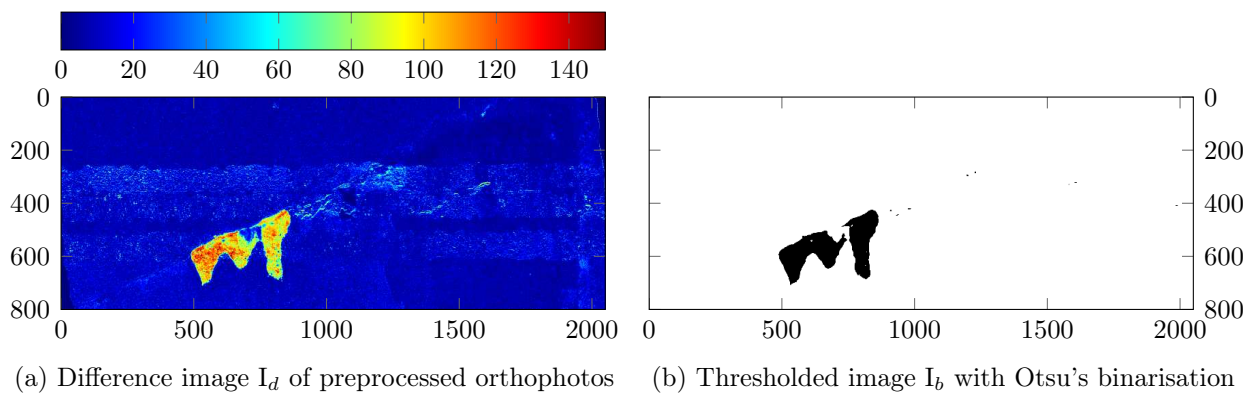 0 20 40 60 80 100 120 140
0
200
400
600
800
0 500 1000 1500 2000
0
200
400
600
800
0 500 1000 1500 2000
(a) Difference image I_d of preprocessed orthophotos
(b) Thresholded image I_b with Otsu's binarisation